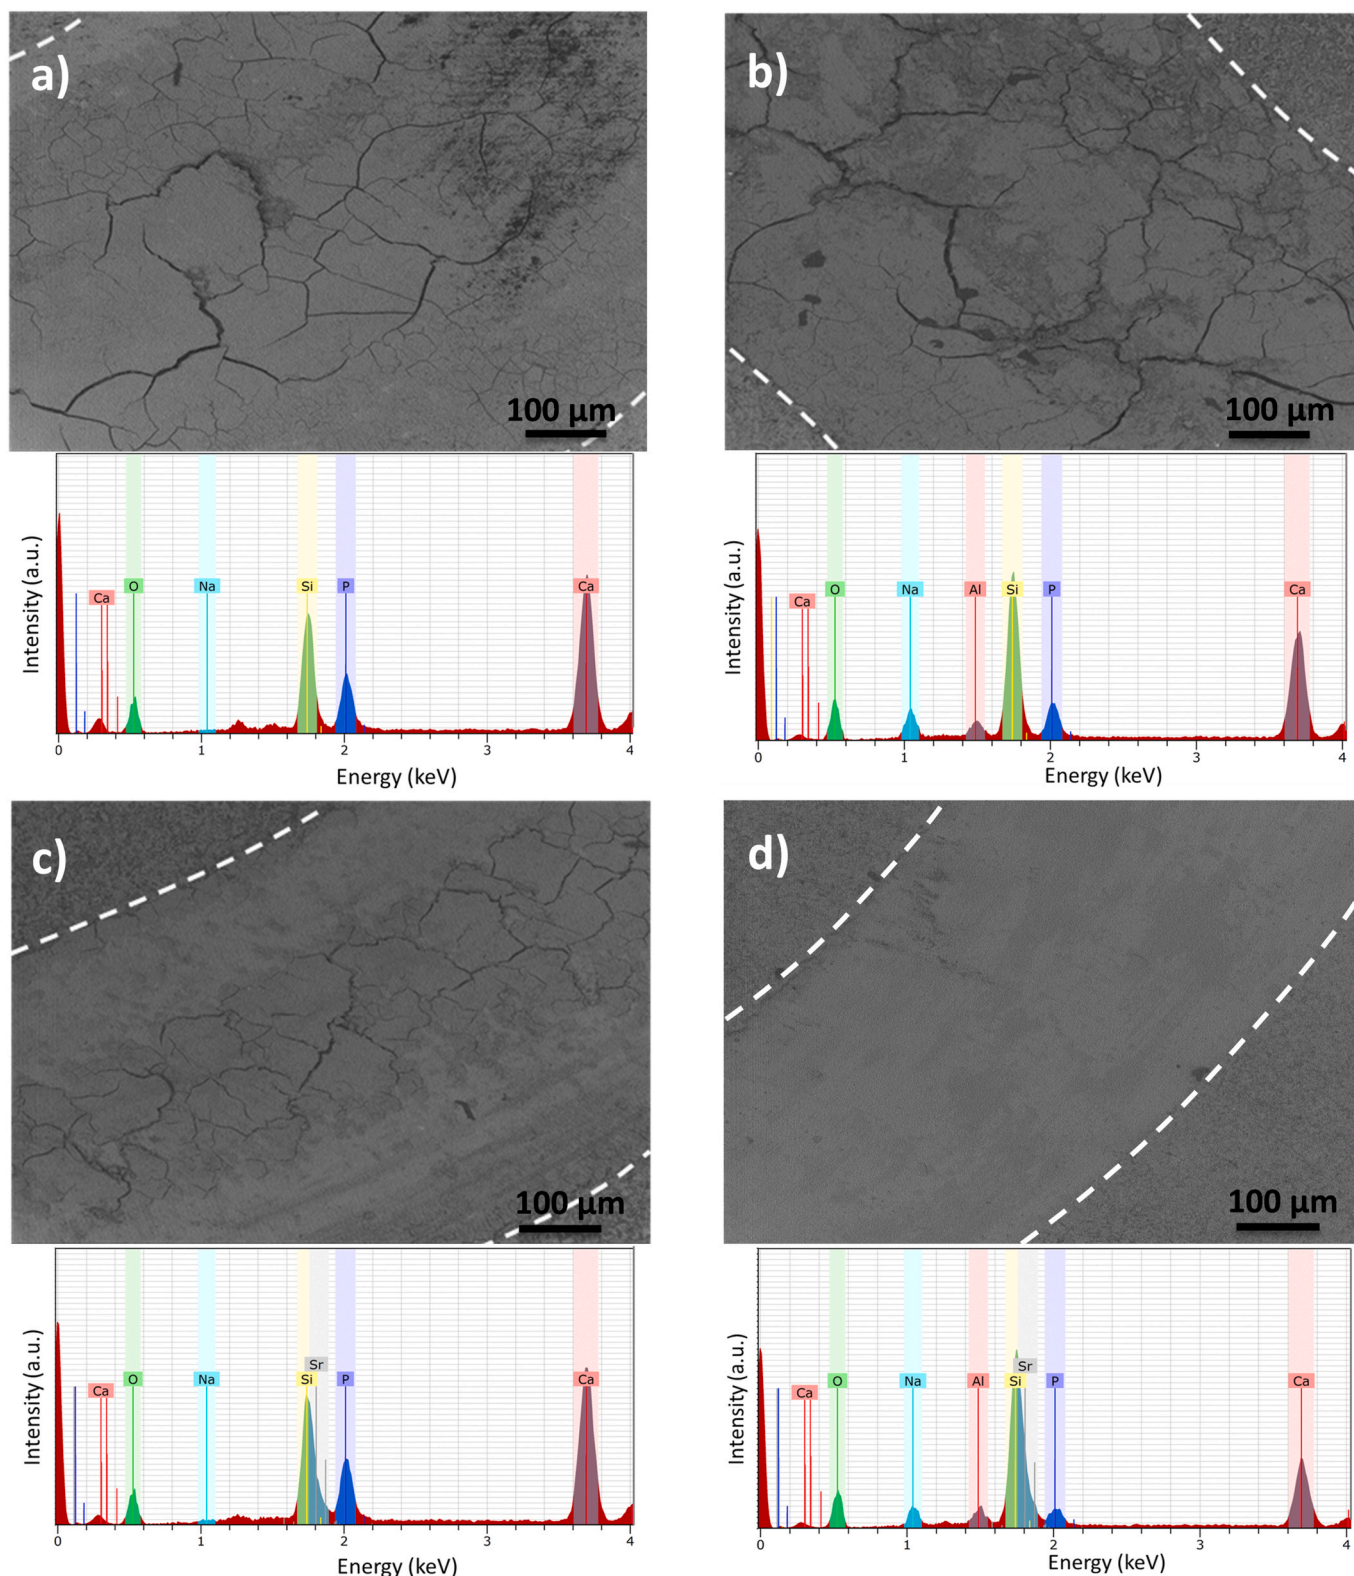 a)
100 µm
b)
100 µm
Intensity (a.u.)
Ca
O
Na
Si
P
Ca
0
1
2
3
4
Energy (keV)
Intensity (a.u.)
Ca
O
Na
Al
Si
P
Ca
0
1
2
3
4
Energy (keV)
c)
100 µm
d)
100 µm
Intensity (a.u.)
Ca
O
Na
Sr
Si
P
Ca
0
1
2
3
4
Energy (keV)
Intensity (a.u.)
Ca
O
Na
Al
Sr
Si
P
Ca
0
1
2
3
4
Energy (keV)